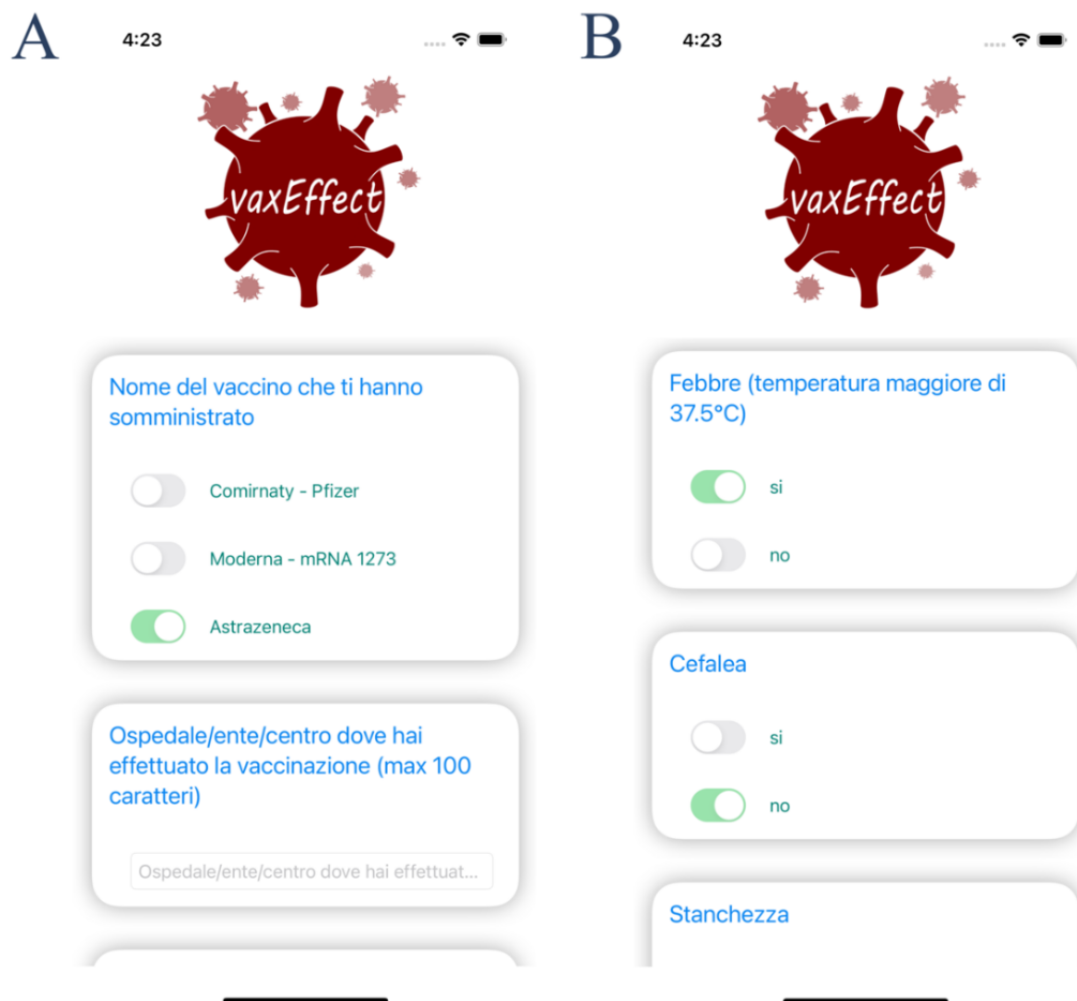 A
4:23
vaxEffect
Nome del vaccino che ti hanno
somministrato
Comirnaty - Pfizer
Moderna - mRNA 1273
Astrazeneca
Ospedale/ente/centro dove hai
effettuato la vaccinazione (max 100
caratteri)
Ospedale/ente/centro dove hai effettuat...
B
4:23
vaxEffect
Febbre (temperatura maggiore di
37.5°C)
si
no
Cefalea
si
no
Stanchezza